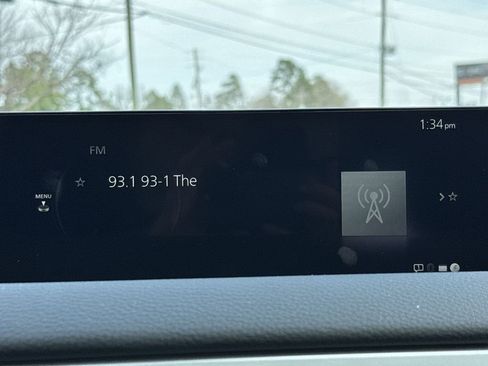 1:34 pm
FM
93.1 93-1 The
MENU